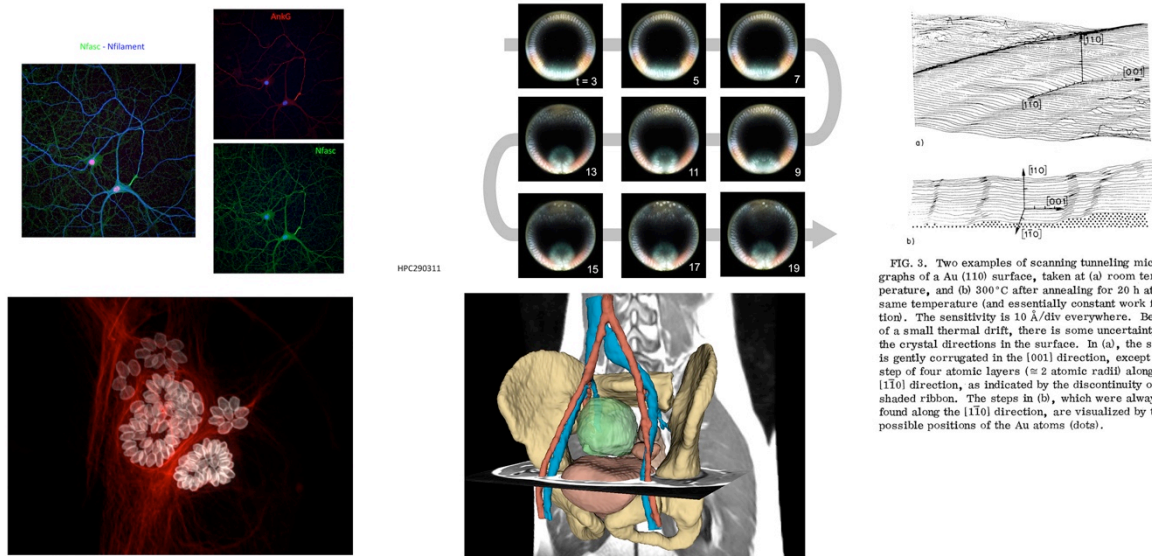 Nfasc - Nfilament
AnkG
Nfasc
t = 3
5
7
13
11
9
15
17
19
HPC290311
[110]
[001]
[1̅10]
a)
[110]
[001]
[11̅0]
b)
FIG. 3. Two examples of scanning tunneling mic
graphs of a Au (110) surface, taken at (a) room ter
perature, and (b) 300°C after annealing for 20 h at
same temperature (and essentially constant work f
tion). The sensitivity is 10 Å/div everywhere. Be
of a small thermal drift, there is some uncertaint
the crystal directions in the surface. In (a), the s
is gently corrugated in the [001] direction, except
step of four atomic layers (≈ 2 atomic radii) along
[11̅0] direction, as indicated by the discontinuity o
shaded ribbon. The steps in (b), which were alway
found along the [11̅0] direction, are visualized by t
possible positions of the Au atoms (dots).